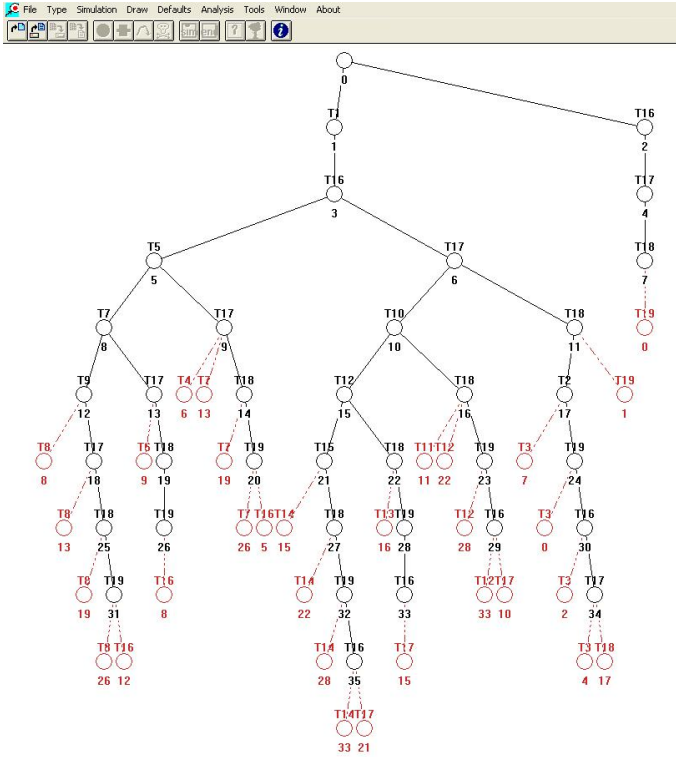 File Type Simulation Draw Defaults Analysis Tools Window About
sim end ? i
0
T1 T16
1 2
T16 T17
3 4
T5 T17 T18
5 6 7
T7 T17 T10 T18 T19
8 9 10 11 0
T9 T17 T4 T7 T18 T12 T18 T2 T19
12 13 6 13 14 15 16 17 1
T8 T17 T6 T18 T7 T19 T15 T18 T11 T12 T19 T3 T19
8 18 9 19 19 20 21 22 11 22 23 7 24
T8 T18 T19 T7 T16 T14 T18 T13 T19 T12 T16 T3 T16
13 25 26 26 5 15 27 16 28 28 29 0 30
T8 T19 T16 T14 T19 T16 T12 T17 T3 T17
19 31 8 22 32 33 33 10 2 34
T8 T16 T14 T16 T17 T3 T18
26 12 28 35 15 4 17
T14 T17
33 21